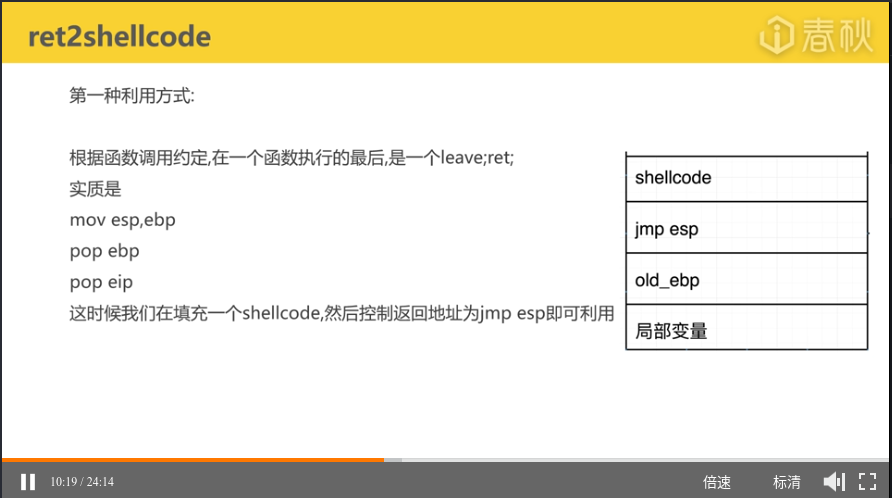 ret2shellcode
春秋
第一种利用方式:
根据函数调用约定,在一个函数执行的最后,是一个leave;ret;
实质是
mov esp,ebp
pop ebp
pop eip
这时候我们在填充一个shellcode,然后控制返回地址为jmp esp即可利用
shellcode
jmp esp
old_ebp
局部变量
10:19 / 24:14
倍速
标清